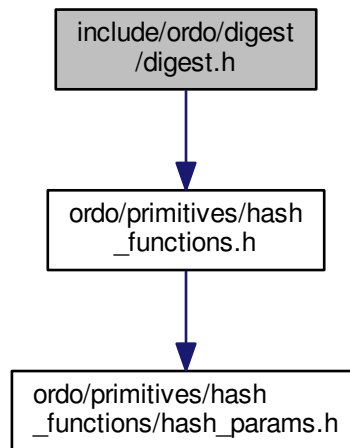 include/ordo/digest
/digest.h
ordo/primitives/hash
_functions.h
ordo/primitives/hash
_functions/hash_params.h